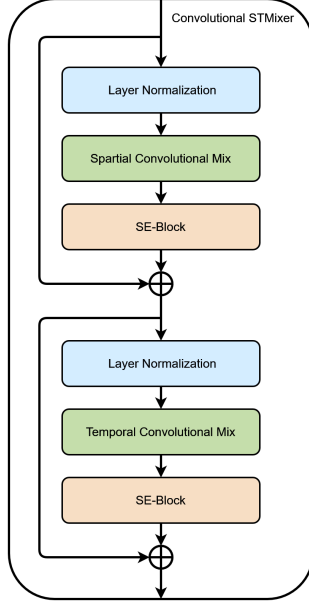 Convolutional STMixer
Layer Normalization
Spartial Convolutional Mix
SE-Block
Layer Normalization
Temporal Convolutional Mix
SE-Block